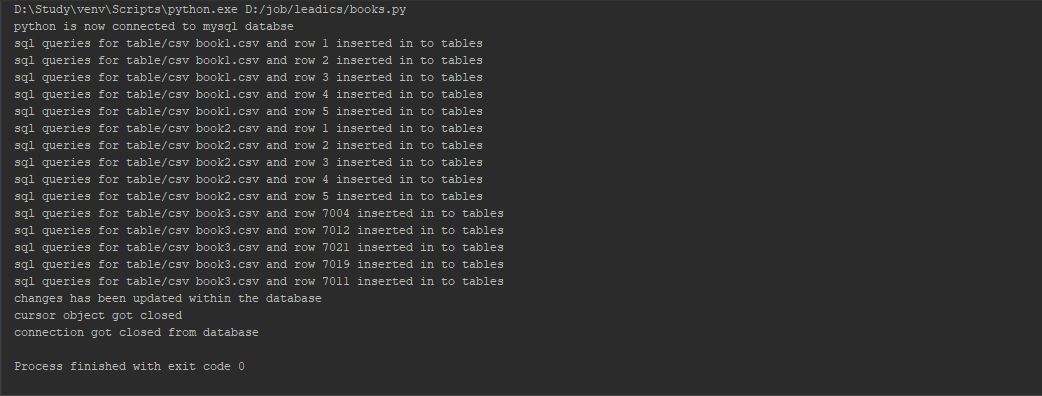 D:\Study\venv\Scripts\python.exe D:/job/leadics/books.py
python is now connected to mysql databse
sql queries for table/csv book1.csv and row 1 inserted in to tables
sql queries for table/csv book1.csv and row 2 inserted in to tables
sql queries for table/csv book1.csv and row 3 inserted in to tables
sql queries for table/csv book1.csv and row 4 inserted in to tables
sql queries for table/csv book1.csv and row 5 inserted in to tables
sql queries for table/csv book2.csv and row 1 inserted in to tables
sql queries for table/csv book2.csv and row 2 inserted in to tables
sql queries for table/csv book2.csv and row 3 inserted in to tables
sql queries for table/csv book2.csv and row 4 inserted in to tables
sql queries for table/csv book2.csv and row 5 inserted in to tables
sql queries for table/csv book3.csv and row 7004 inserted in to tables
sql queries for table/csv book3.csv and row 7012 inserted in to tables
sql queries for table/csv book3.csv and row 7021 inserted in to tables
sql queries for table/csv book3.csv and row 7019 inserted in to tables
sql queries for table/csv book3.csv and row 7011 inserted in to tables
changes has been updated within the database
cursor object got closed
connection got closed from database
Process finished with exit code 0